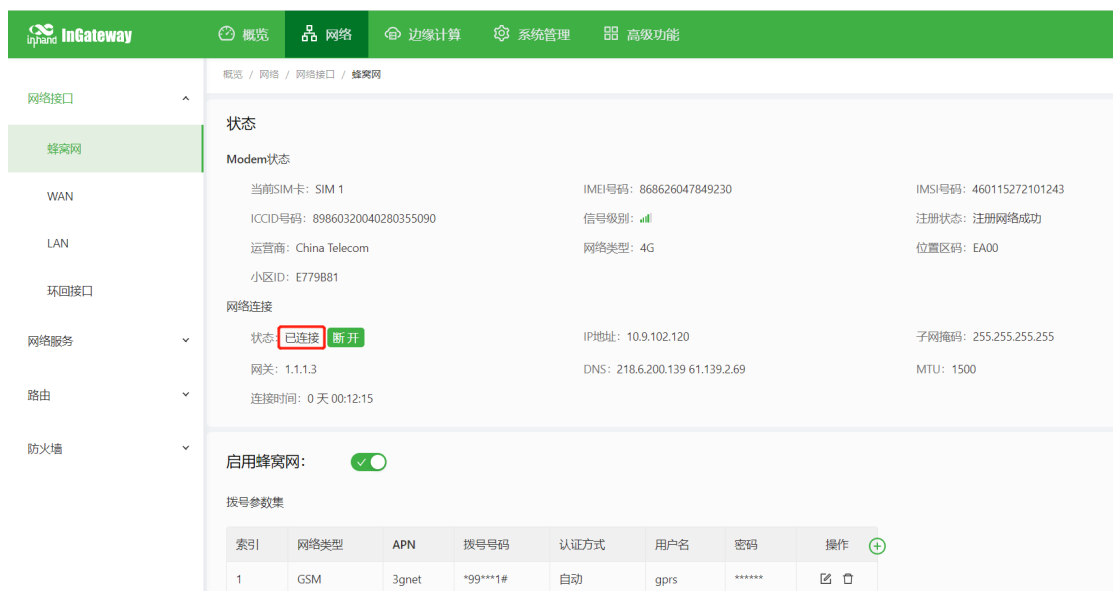 inhand InGateway 概览 网络 边缘计算 系统管理 高级功能
概览 / 网络 / 网络接口 / 蜂窝网
网络接口
蜂窝网
WAN
LAN
环回接口
网络服务
路由
防火墙
状态
Modem状态
当前SIM卡: SIM 1 IMEI号码: 868626047849230 IMSI号码: 460115272101243
ICCID号码: 89860320040280355090 信号级别: 注册状态: 注册网络成功
运营商: China Telecom 网络类型: 4G 位置区码: EA00
小区ID: E779B81
网络连接
状态: 已连接 断开 IP地址: 10.9.102.120 子网掩码: 255.255.255.255
网关: 1.1.1.3 DNS: 218.6.200.139 61.139.2.69 MTU: 1500
连接时间: 0 天 00:12:15
启用蜂窝网:
拨号参数集
索引 网络类型 APN 拨号号码 认证方式 用户名 密码 操作
1 GSM 3gnet *99***1# 自动 gprs ******